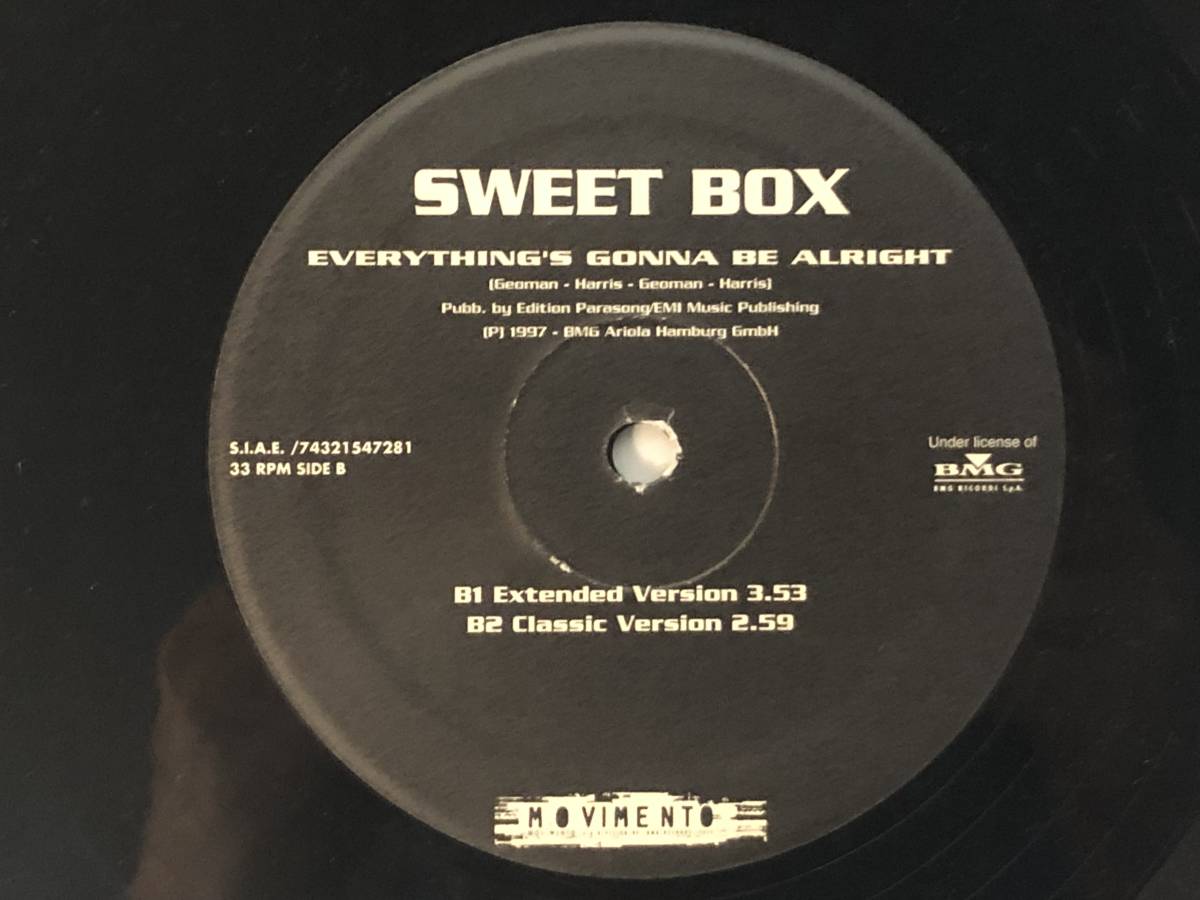 SWEET BOX
EVERYTHING'S GONNA BE ALRIGHT
(Geoman - Harris - Geoman - Harris)
Pubb. by Edition Parasong/EMI Music Publishing
(P) 1997 - BMG Ariola Hamburg GmbH
S.I.A.E. /74321547281
33 RPM SIDE B
Under license of
BMG
BMG RICORDI S.p.A.
B1 Extended Version 3.53
B2 Classic Version 2.59
MOVIMENTO